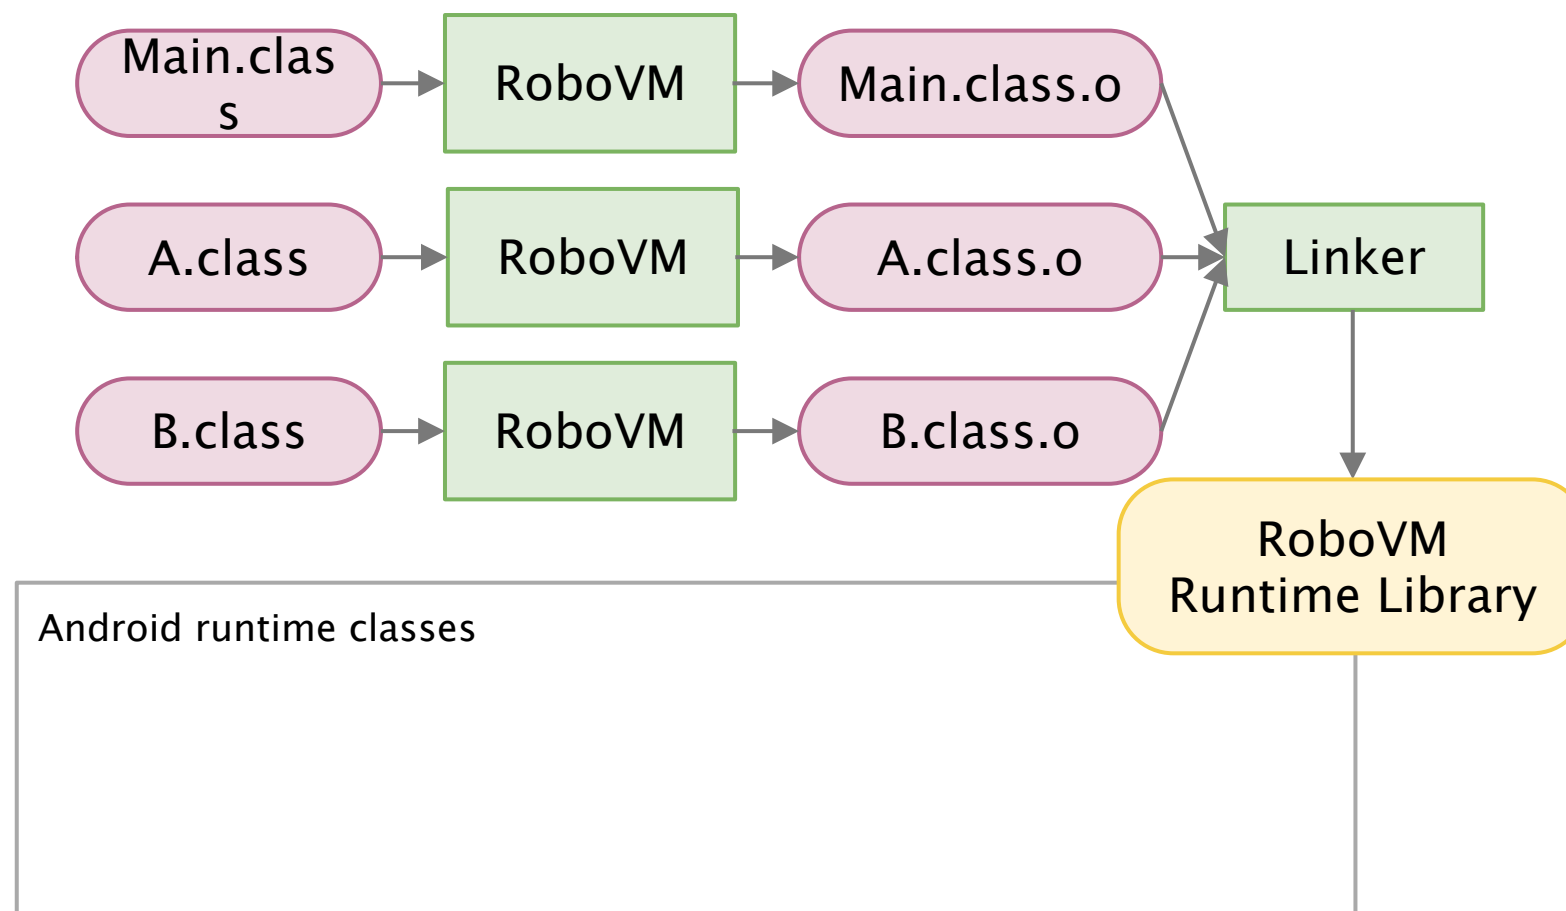 Main.clas
s
RoboVM
Main.class.o
A.class
RoboVM
A.class.o
Linker
B.class
RoboVM
B.class.o
RoboVM
Runtime Library
Android runtime classes